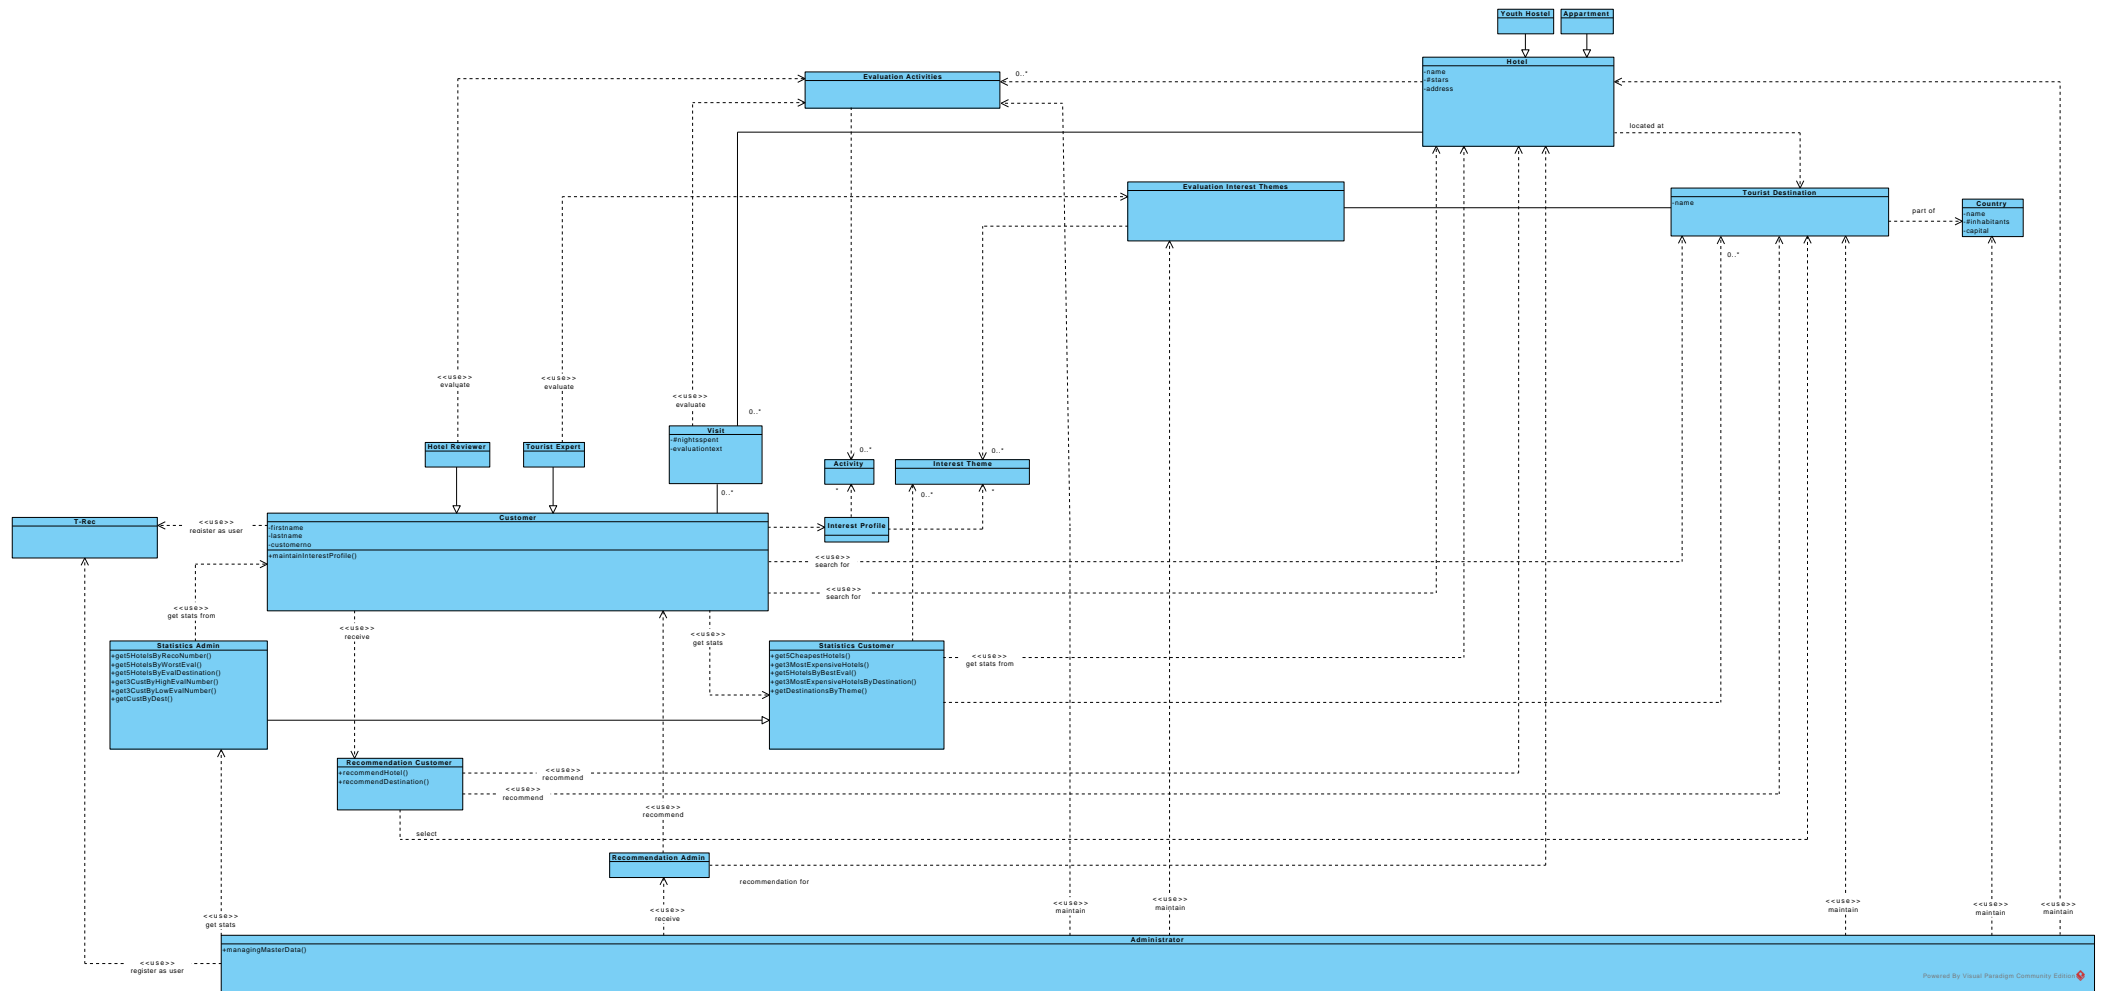 Youth Hostel
Appartment
Hotel
-name
-#stars
-address
Evaluation Activities
0..*
located at
Evaluation Interest Themes
Tourist Destination
-name
part of
Country
-name
-#inhabitants
-capital
0..*
<<use>>
evaluate
<<use>>
evaluate
<<use>>
evaluate
0..*
Hotel Reviewer
Tourist Expert
Visit
-#nightsspent
-evaluationtext
0..*
0..*
0..*
Activity
Interest Theme
*
0..*
*
T-Rec
<<use>>
register as user
Customer
-firstname
-lastname
-customerno
+maintainInterestProfile()
Interest Profile
<<use>>
search for
<<use>>
search for
<<use>>
get stats from
<<use>>
receive
<<use>>
get stats
Statistics Admin
+get5HotelsByRecoNumber()
+get5HotelsByWorstEval()
+get5HotelsByEvalDestination()
+get3CustByHighEvalNumber()
+get3CustByLowEvalNumber()
+getCustByDest()
Statistics Customer
+get5CheapestHotels()
+get3MostExpensiveHotels()
+get5HotelsByBestEval()
+get3MostExpensiveHotelsByDestination()
+getDestinationsByTheme()
<<use>>
get stats from
Recommendation Customer
+recommendHotel()
+recommendDestination()
<<use>>
recommend
<<use>>
recommend
<<use>>
recommend
select
Recommendation Admin
recommendation for
<<use>>
get stats
<<use>>
receive
<<use>>
maintain
<<use>>
maintain
<<use>>
maintain
<<use>>
maintain
<<use>>
maintain
Administrator
+managingMasterData()
<<use>>
register as user
Powered By Visual Paradigm Community Edition